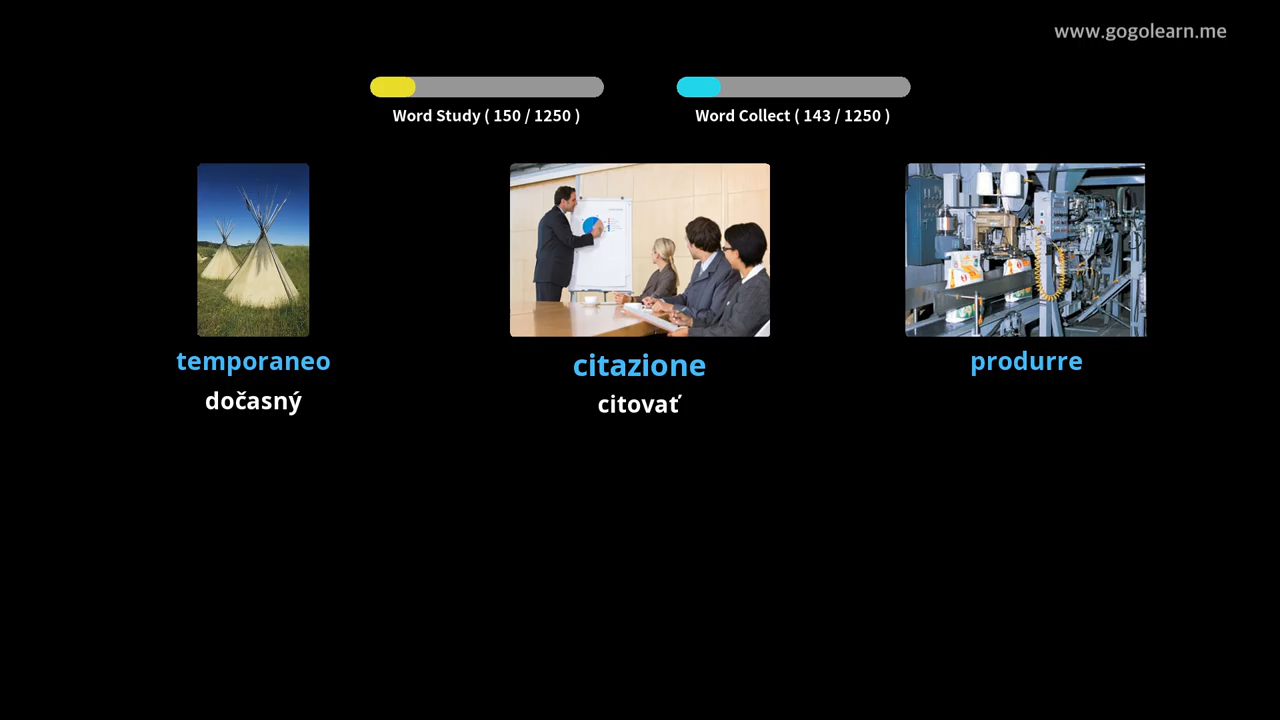 www.gogolearn.me
Word Study ( 150 / 1250 )
Word Collect ( 143 / 1250 )
temporaneo
citazione
produrre
dočasný
citovať